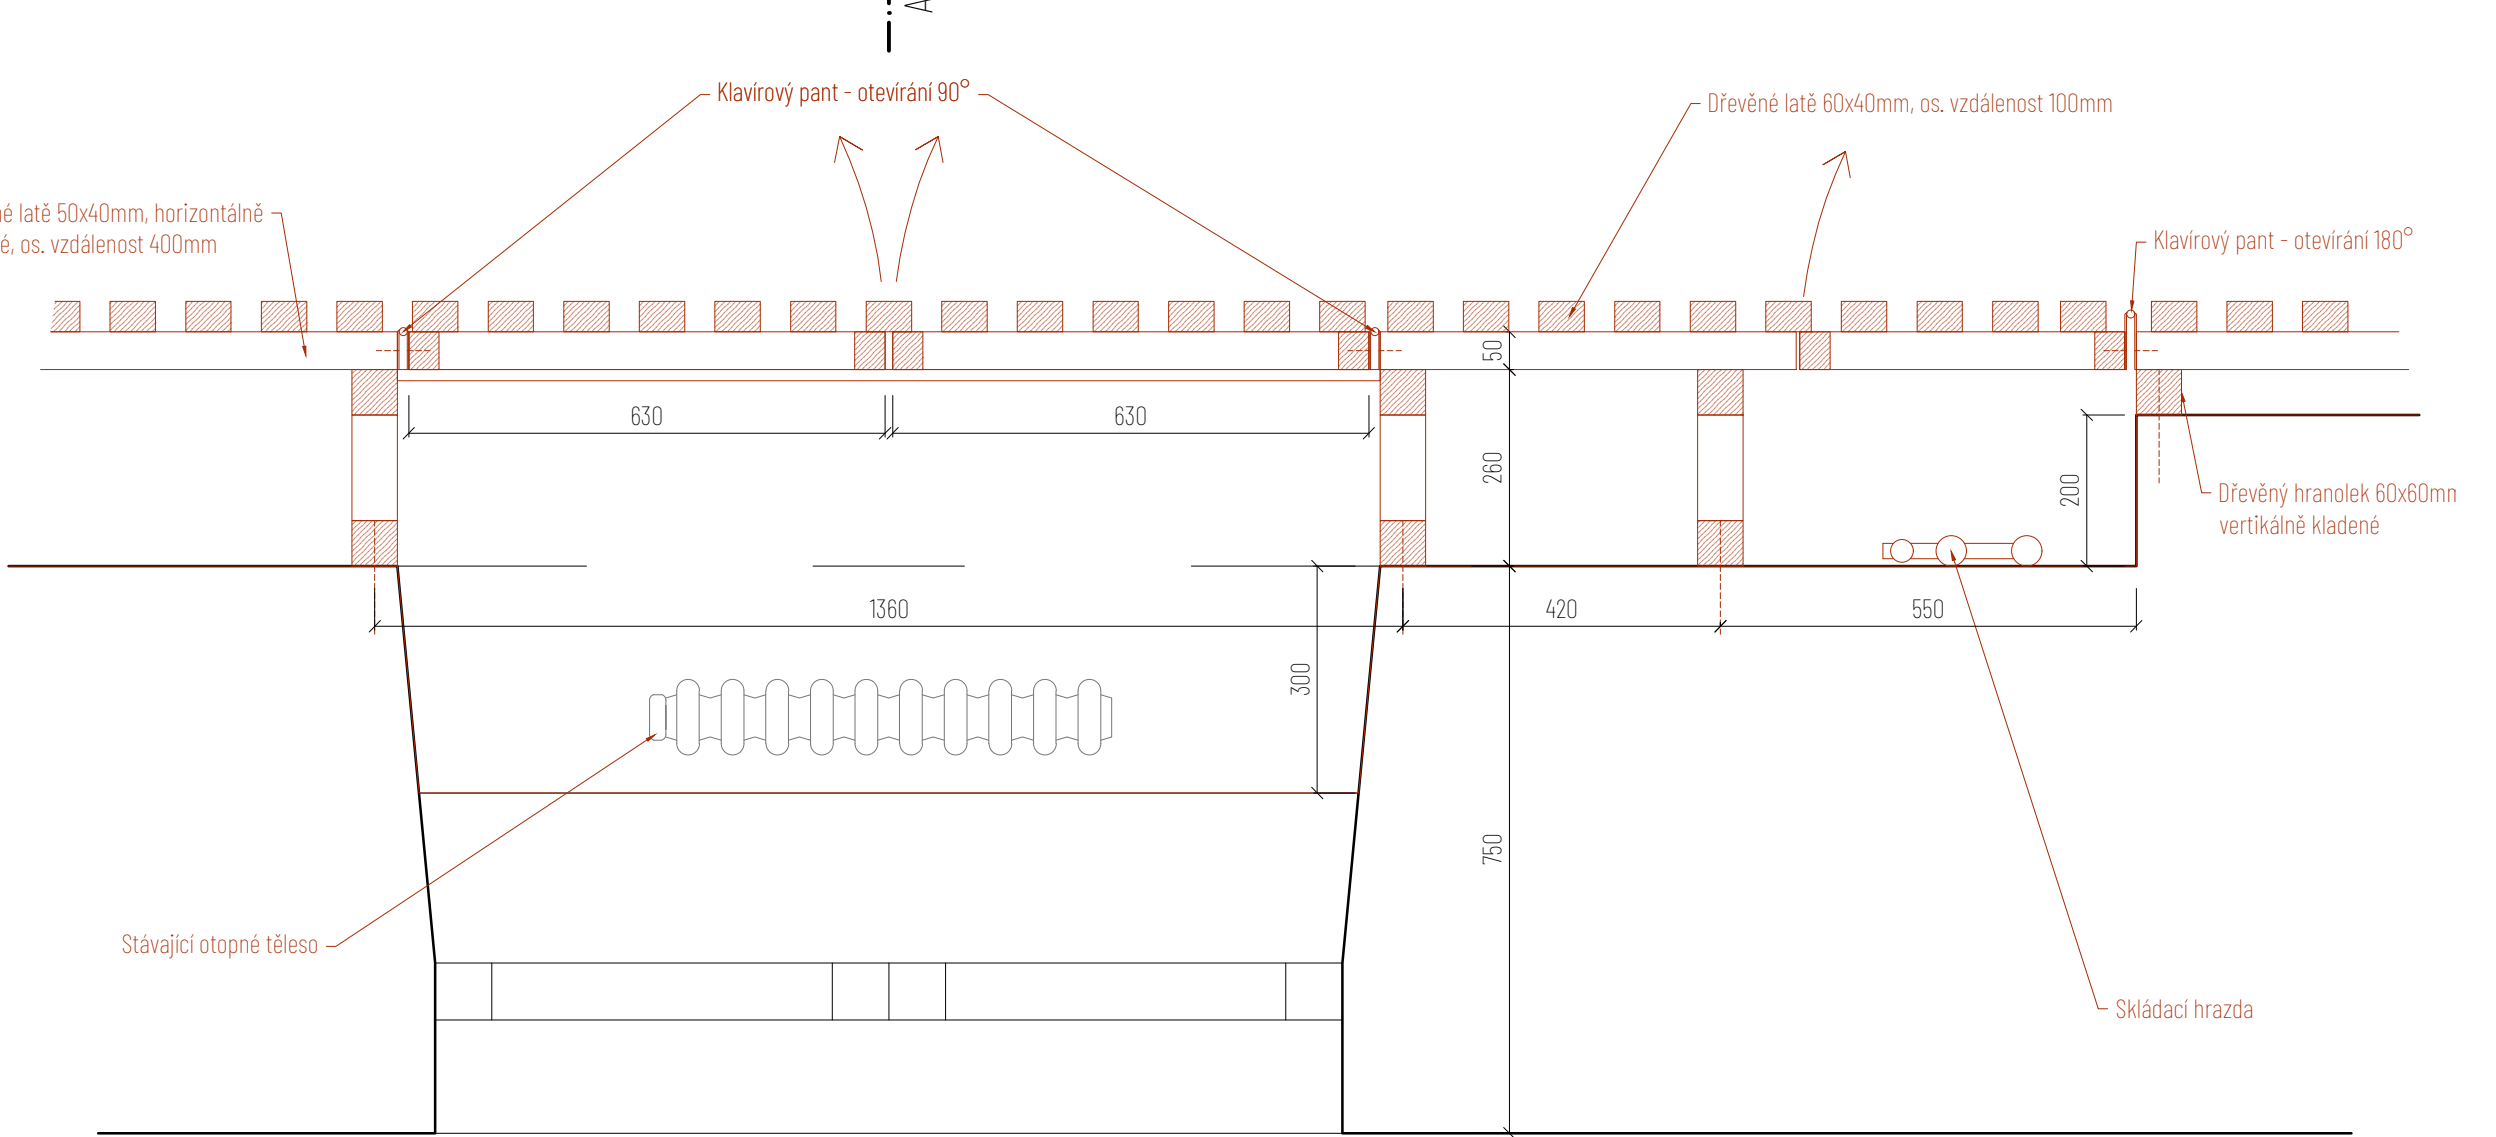 A
Klavírový pant - otevírání 90°
Dřevěné latě 60x40mm, os. vzdálenost 100mm
né latě 50x40mm, horizontálně
é, os. vzdálenost 400mm
Klavírový pant - otevírání 180°
50
630
630
260
200
Dřevěný hranolek 60x60mm
vertikálně kladené
1360
420
550
300
750
Stávající otopné těleso
Skládací hrazda